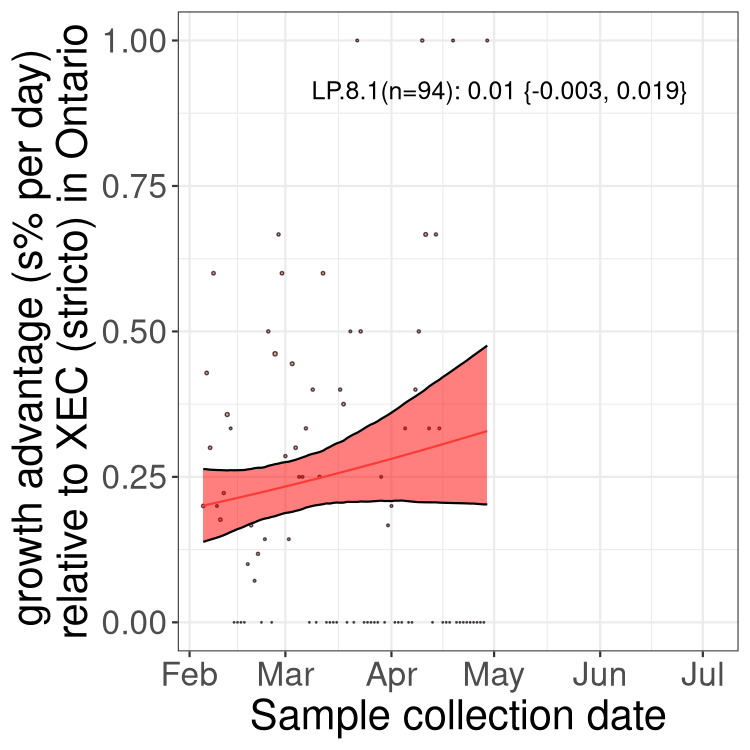 growth advantage (s% per day)
relative to XEC (stricto) in Ontario
1.00
0.75
0.50
0.25
0.00
LP.8.1(n=94): 0.01 {-0.003, 0.019}
Feb Mar Apr May Jun Jul
Sample collection date